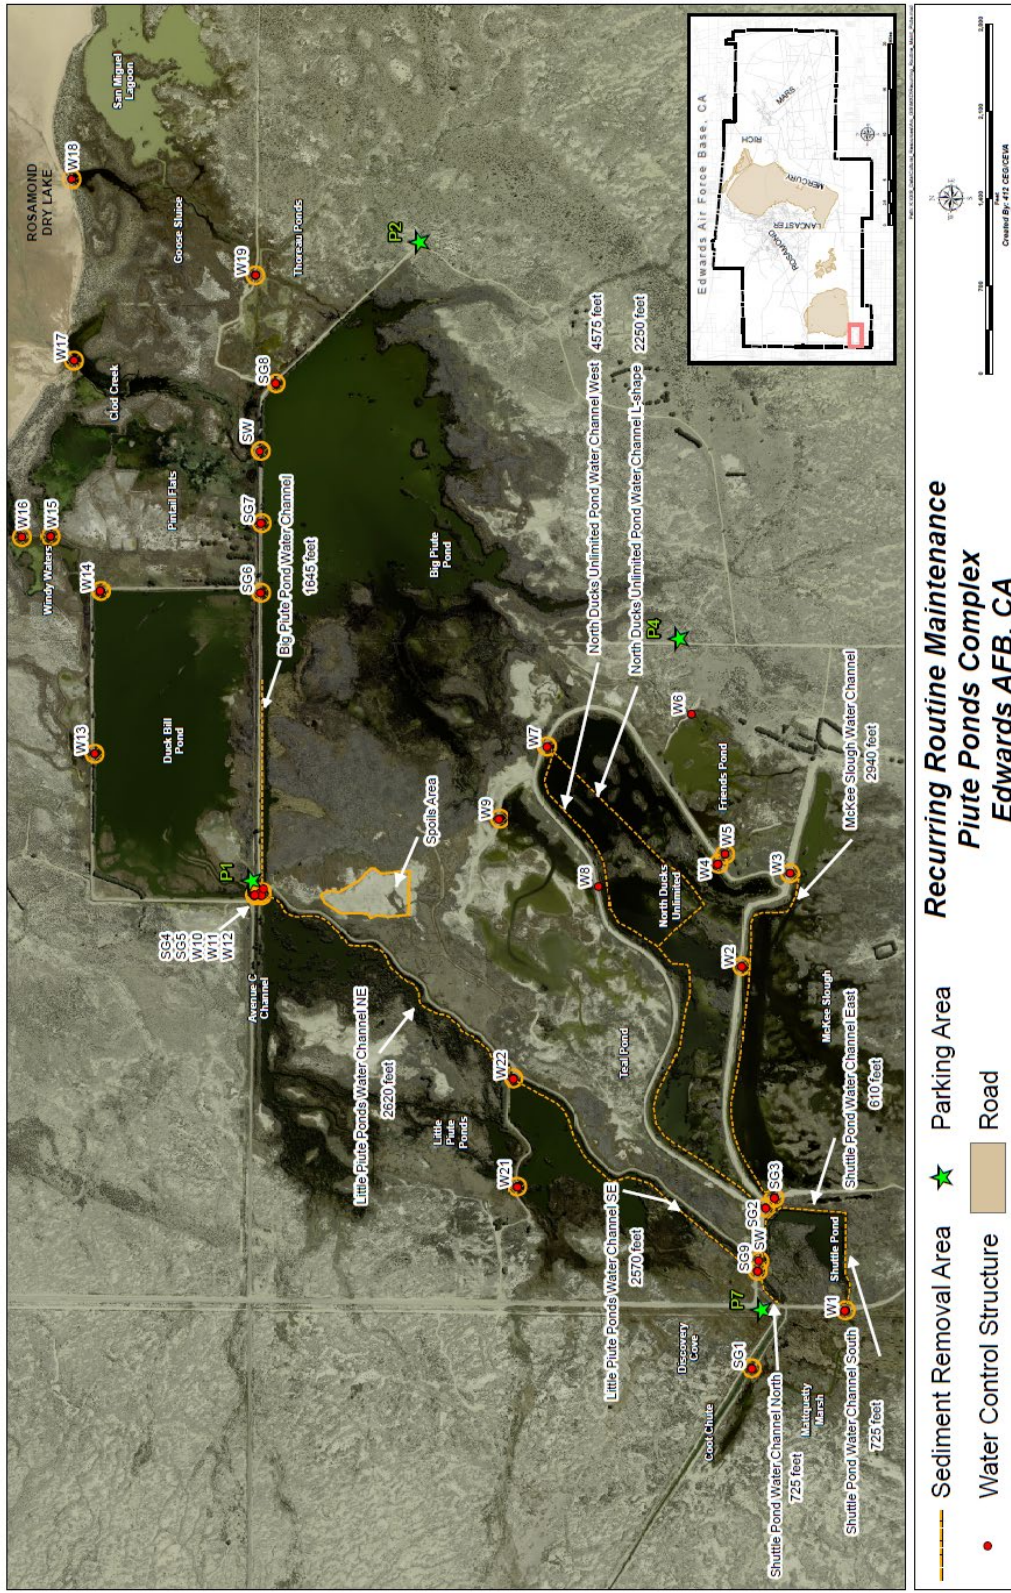 ROSAMOND
DRY LAKE
San Miguel
Lagoon
W18
Goose Sluice
W19
Thoreau Ponds
P2
W17
Clod Creek
SG8
SW
SG7
SG6
W16
W15
Windy Waters
Pintail Flats
W14
W13
Duck Bill
Pond
Big Piute
Pond
Big Piute Pond Water Channel
1645 feet
P1
SG4
SG5
W10
W11
W12
Avenue C
Channel
Spoils Area
Little Piute Ponds Water Channel NE
2620 feet
Little
Piute
Ponds
W22
W21
W9
W7
W8
Teal Pond
North Ducks Unlimited Pond Water Channel West
4575 feet
North Ducks Unlimited Pond Water Channel L-shape
2250 feet
P4
W6
Friends Pond
W5
W4
W3
North Ducks
Unlimited
W2
McKee Slough Water Channel
2940 feet
McKee Slough
Little Piute Ponds Water Channel SE
2570 feet
SG9
SW
SG2
SG3
Shuttle Pond Water Channel East
610 feet
Shuttle Pond
P7
W1
SG1
Discovery
Cove
Coot Chute
Mattquetty
Marsh
Shuttle Pond Water Channel North
725 feet
Shuttle Pond Water Channel South
725 feet
Edwards Air Force Base, CA
ROSAMOND
LANCASTER
MERCURY
RICH
MARS
Sediment Removal Area
Parking Area
Water Control Structure
Road
Recurring Routine Maintenance
Piute Ponds Complex
Edwards AFB, CA
N
S
700
Feet
Created By: 412 CEG/CEVA